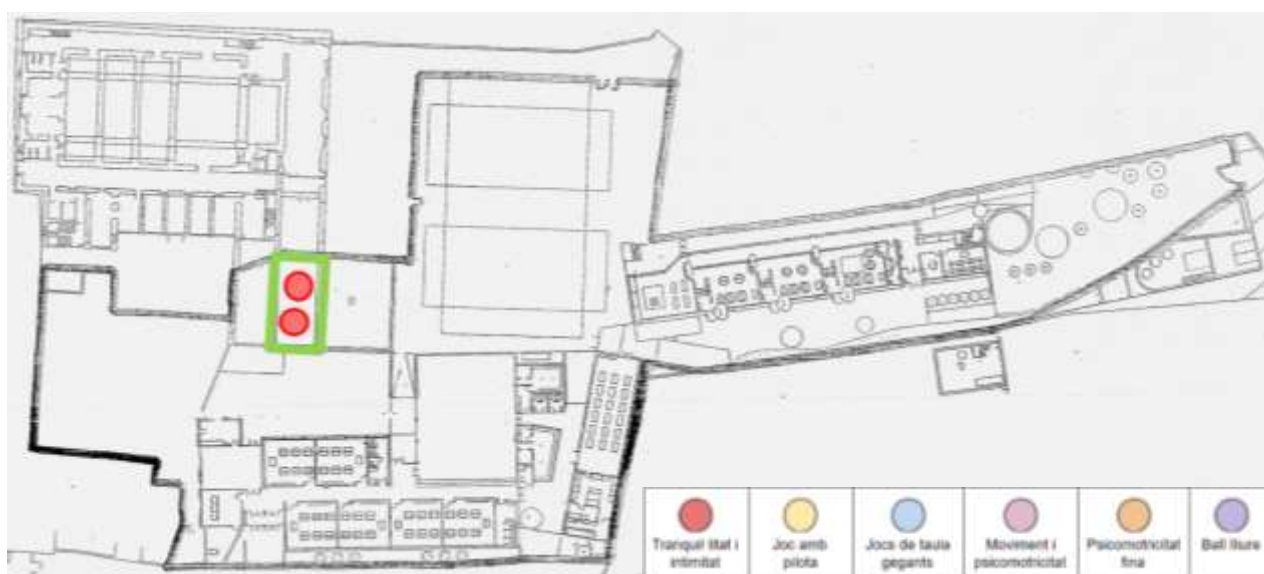 Tranquil·litat i
intimitat
Joc amb
pilota
Jocs de taula
gegants
Moviment i
psicomotricitat
Psicomotricitat
fina
Ball lliure